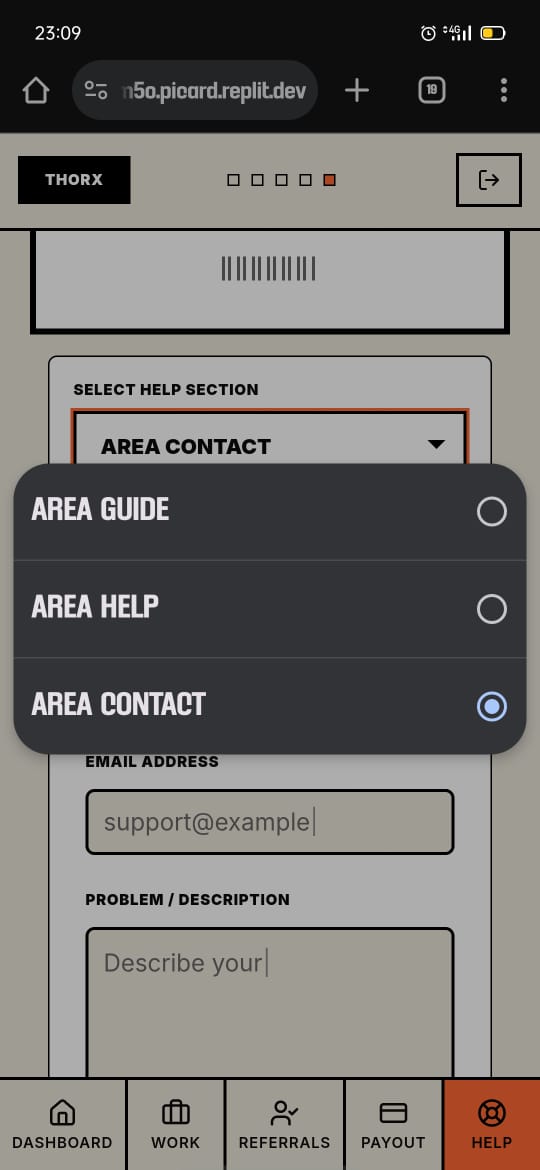 23:09
4G
n5o.picard.replit.dev
19
THORX
SELECT HELP SECTION
AREA CONTACT
AREA GUIDE
AREA HELP
AREA CONTACT
EMAIL ADDRESS
support@example
PROBLEM / DESCRIPTION
Describe your
DASHBOARD
WORK
REFERRALS
PAYOUT
HELP